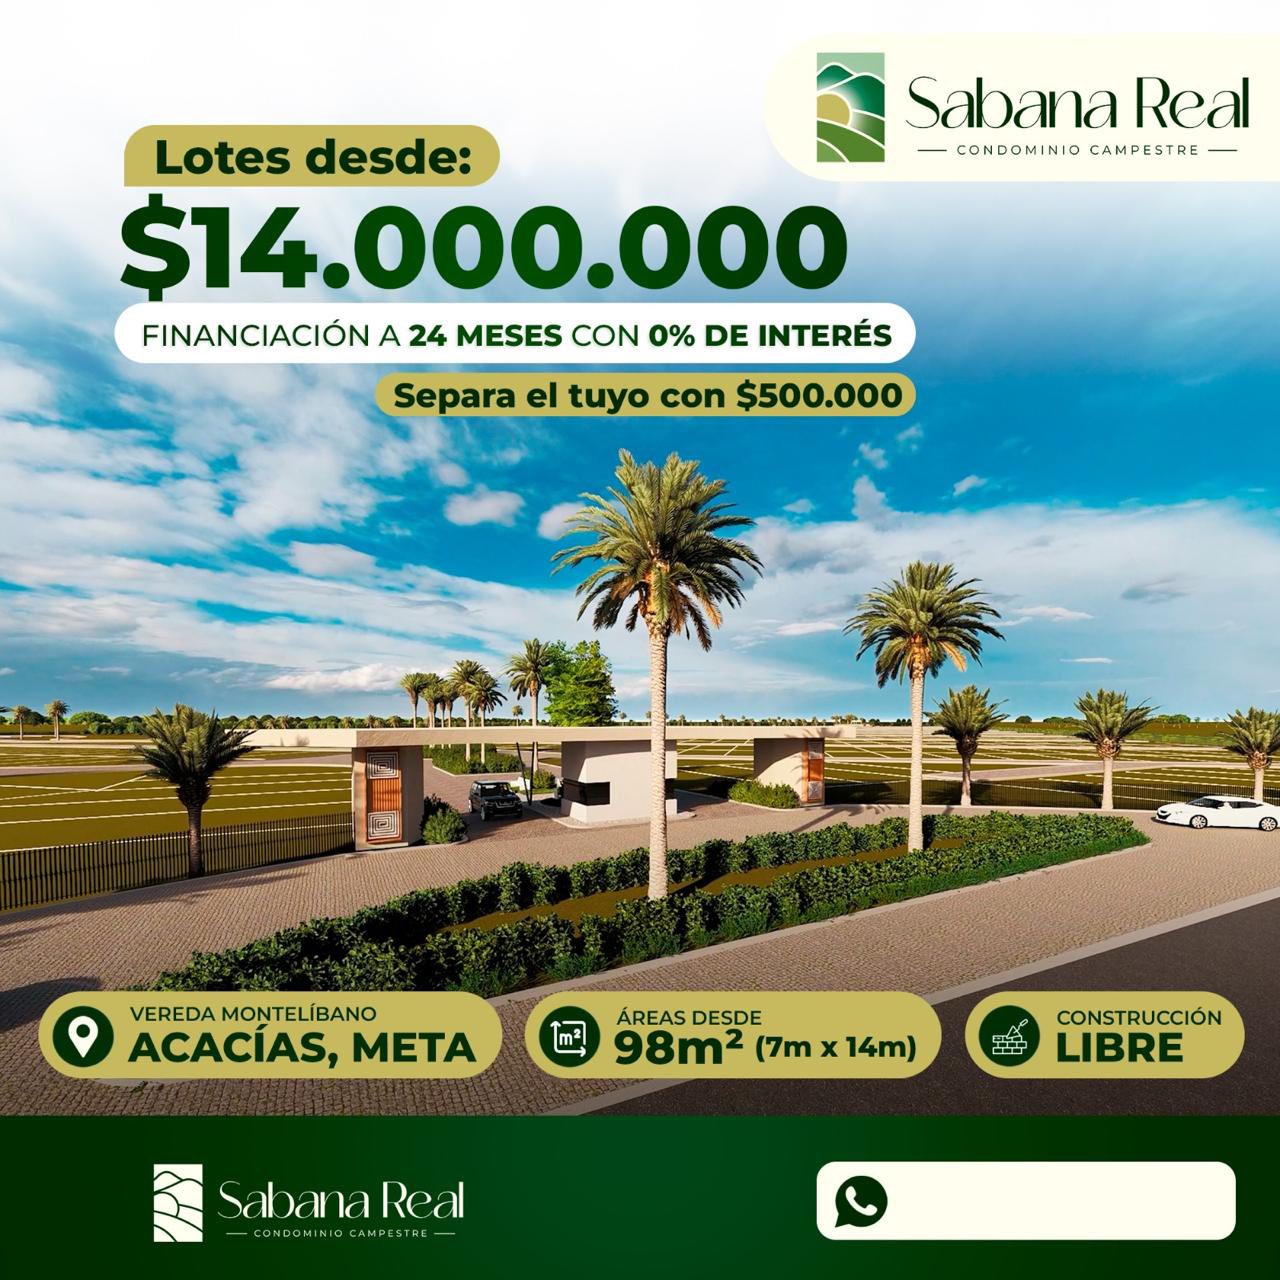 Sabana Real
CONDOMINIO CAMPESTRE
Lotes desde:
$14.000.000
FINANCIACIÓN A 24 MESES CON 0% DE INTERÉS
Separa el tuyo con $500.000
VEREDA MONTELÍBANO
ACACÍAS, META
m²
ÁREAS DESDE
98m² (7m x 14m)
CONSTRUCCIÓN
LIBRE
Sabana Real
CONDOMINIO CAMPESTRE